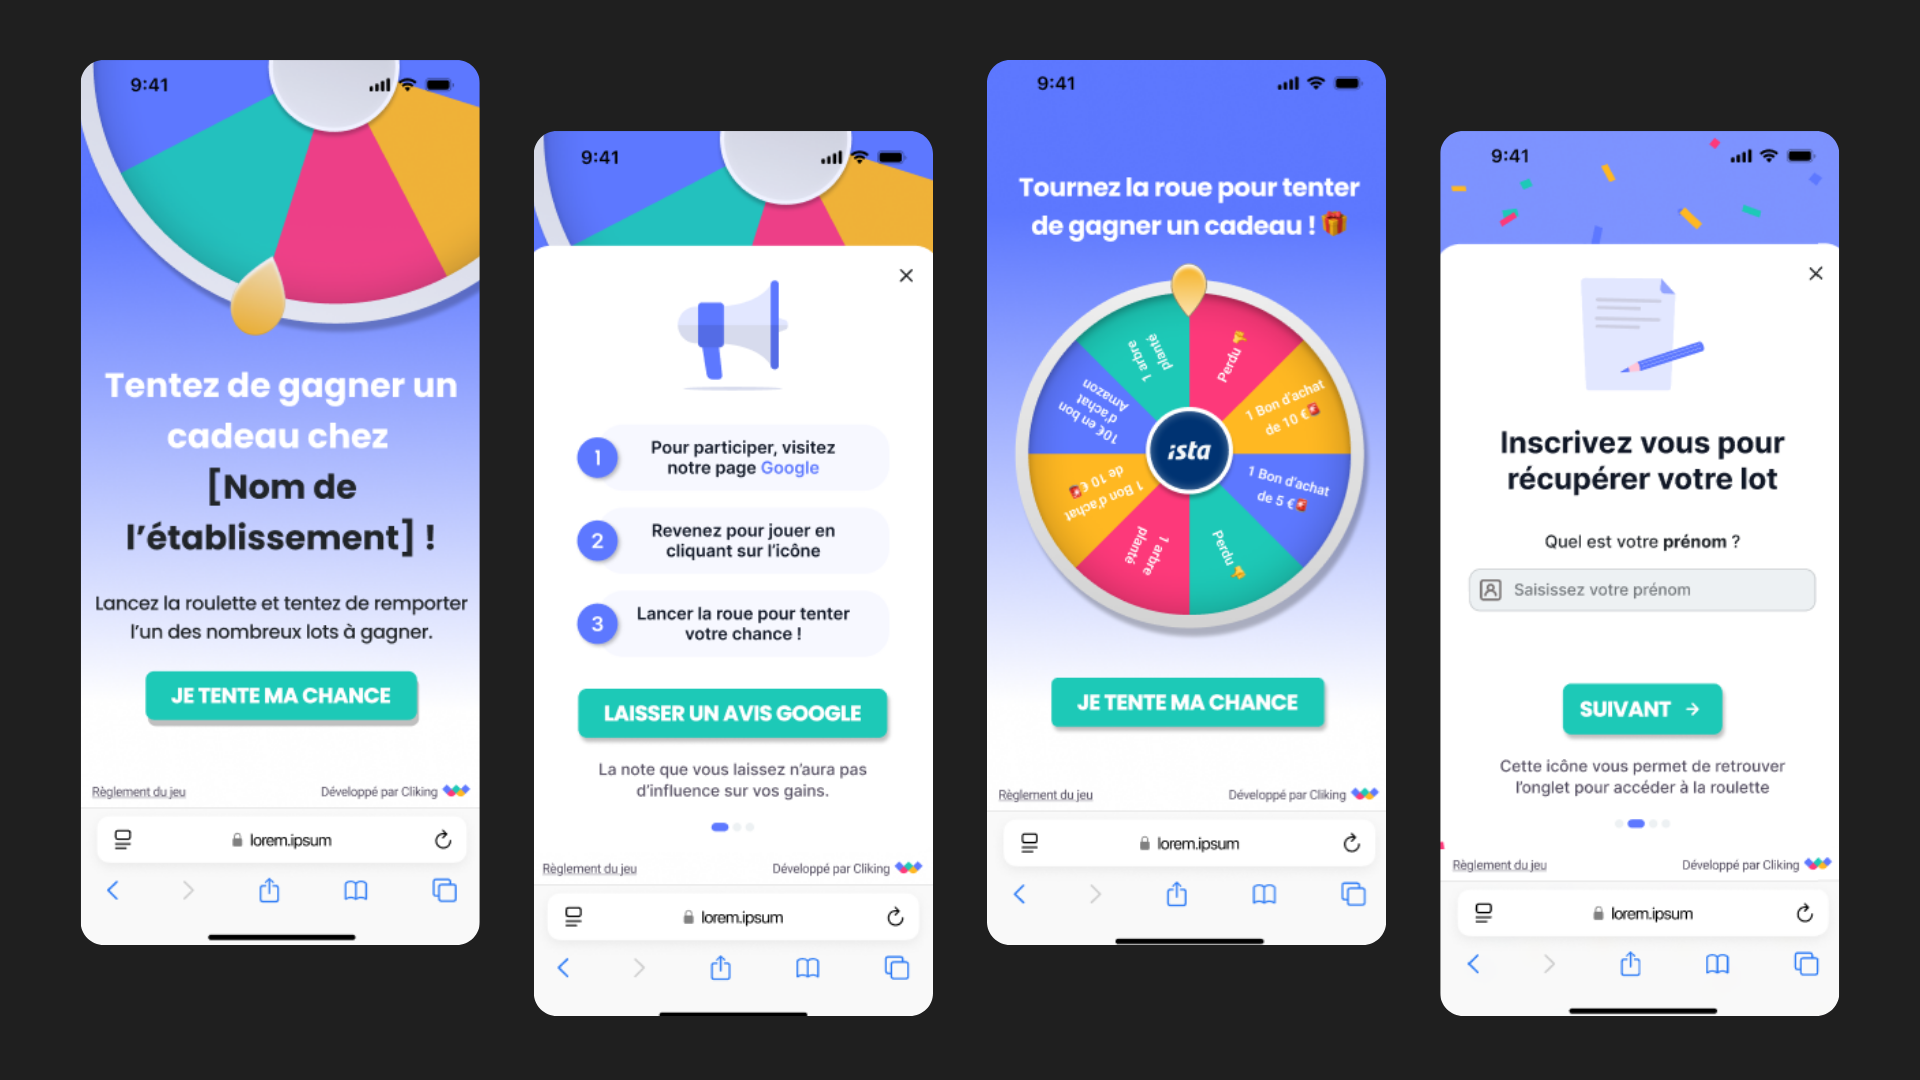 9:41
Tentez de gagner un
cadeau chez
[Nom de
l’établissement] !
Lancez la roulette et tentez de remporter
l’un des nombreux lots à gagner.
JE TENTE MA CHANCE
Règlement du jeu
Développé par Cliking
lorem.ipsum
9:41
1
Pour participer, visitez
notre page Google
2
Revenez pour jouer en
cliquant sur l’icône
3
Lancer la roue pour tenter
votre chance !
LAISSER UN AVIS GOOGLE
La note que vous laissez n’aura pas
d’influence sur vos gains.
Règlement du jeu
Développé par Cliking
lorem.ipsum
9:41
Tournez la roue pour tenter
de gagner un cadeau ! 🎁
Perdu 👎
1 Bon d’achat
de 10 €🚨
1 Bon d’achat
de 5 €🚨
Perdu 👎
1 arbre
planté
1 Bon d’achat
de 10 €🚨
10€ en bon
d’achat
Amazon
1 arbre
planté
ista
JE TENTE MA CHANCE
Règlement du jeu
Développé par Cliking
lorem.ipsum
9:41
Inscrivez vous pour
récupérer votre lot
Quel est votre prénom ?
Saisissez votre prénom
SUIVANT →
Cette icône vous permet de retrouver
l’onglet pour accéder à la roulette
Règlement du jeu
Développé par Cliking
lorem.ipsum